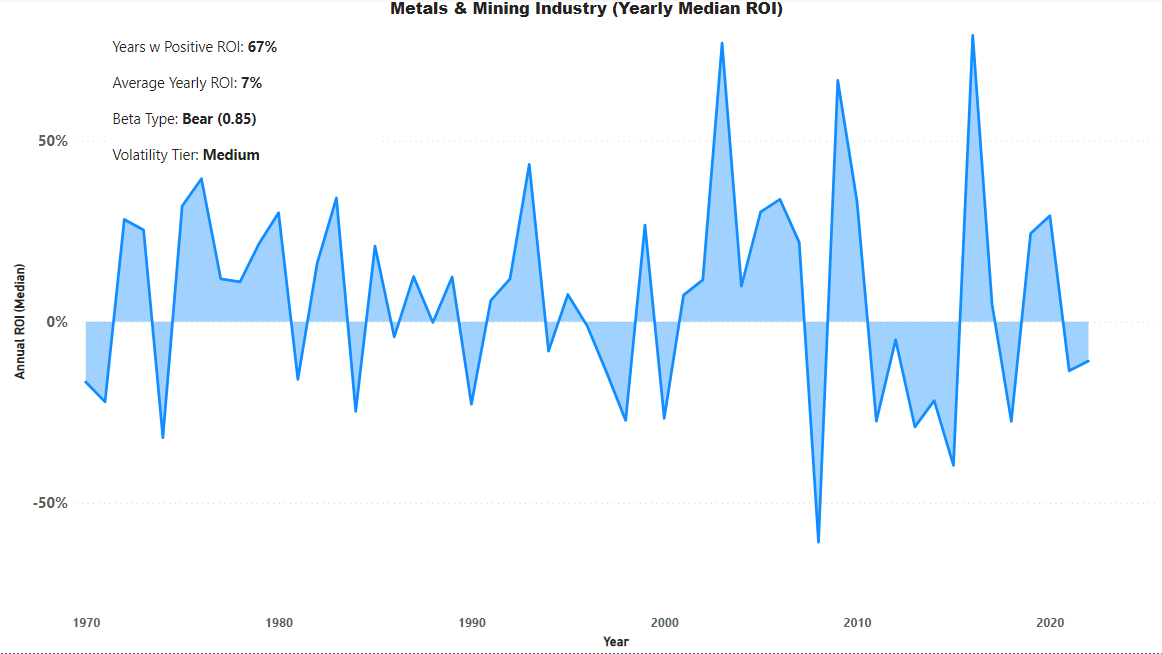 Metals & Mining Industry (Yearly Median ROI)
Years w Positive ROI: 67%
Average Yearly ROI: 7%
Beta Type: Bear (0.85)
Volatility Tier: Medium
50%
0%
-50%
Annual ROI (Median)
1970 1980 1990 2000 2010 2020
Year